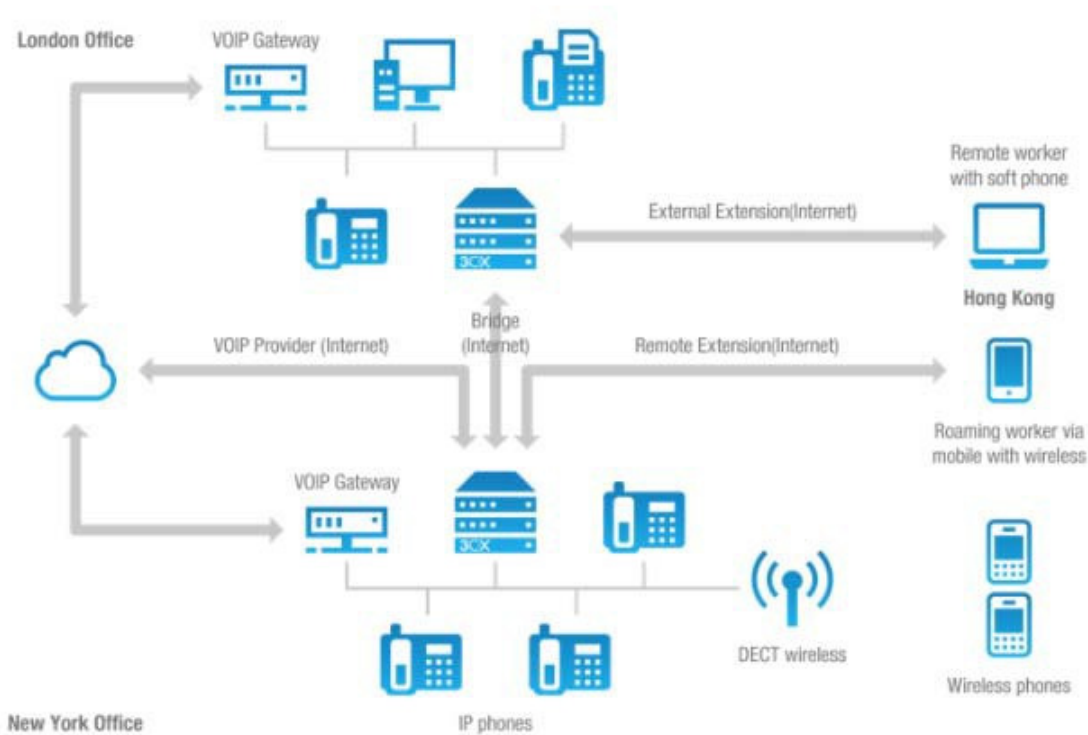 London Office
VOIP Gateway
Remote worker
with soft phone
External Extension(Internet)
3CX
Hong Kong
Bridge
(Internet)
VOIP Provider (Internet)
Remote Extension(Internet)
Roaming worker via
mobile with wireless
VOIP Gateway
3CX
DECT wireless
Wireless phones
New York Office
IP phones